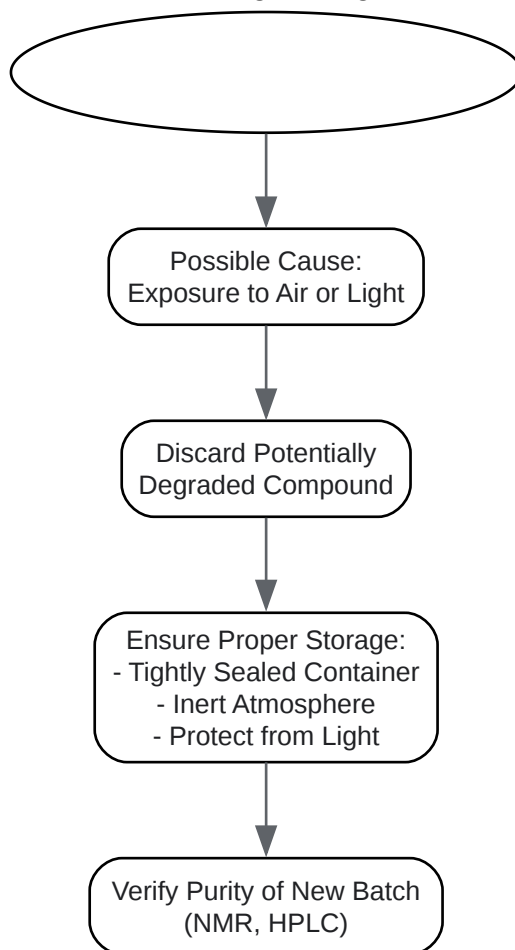 Possible Cause:
Exposure to Air or Light
Discard Potentially
Degraded Compound
Ensure Proper Storage:
- Tightly Sealed Container
- Inert Atmosphere
- Protect from Light
Verify Purity of New Batch
(NMR, HPLC)